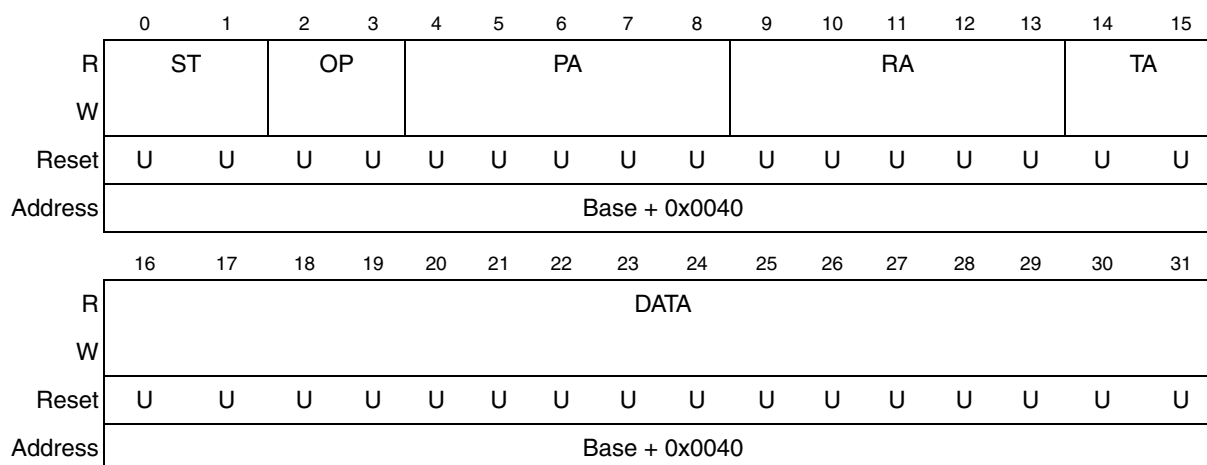 0 1 2 3 4 5 6 7 8 9 10 11 12 13 14 15
R ST OP PA RA TA
W
Reset U U U U U U U U U U U U U U U U
Address Base + 0x0040
16 17 18 19 20 21 22 23 24 25 26 27 28 29 30 31
R DATA
W
Reset U U U U U U U U U U U U U U U U
Address Base + 0x0040